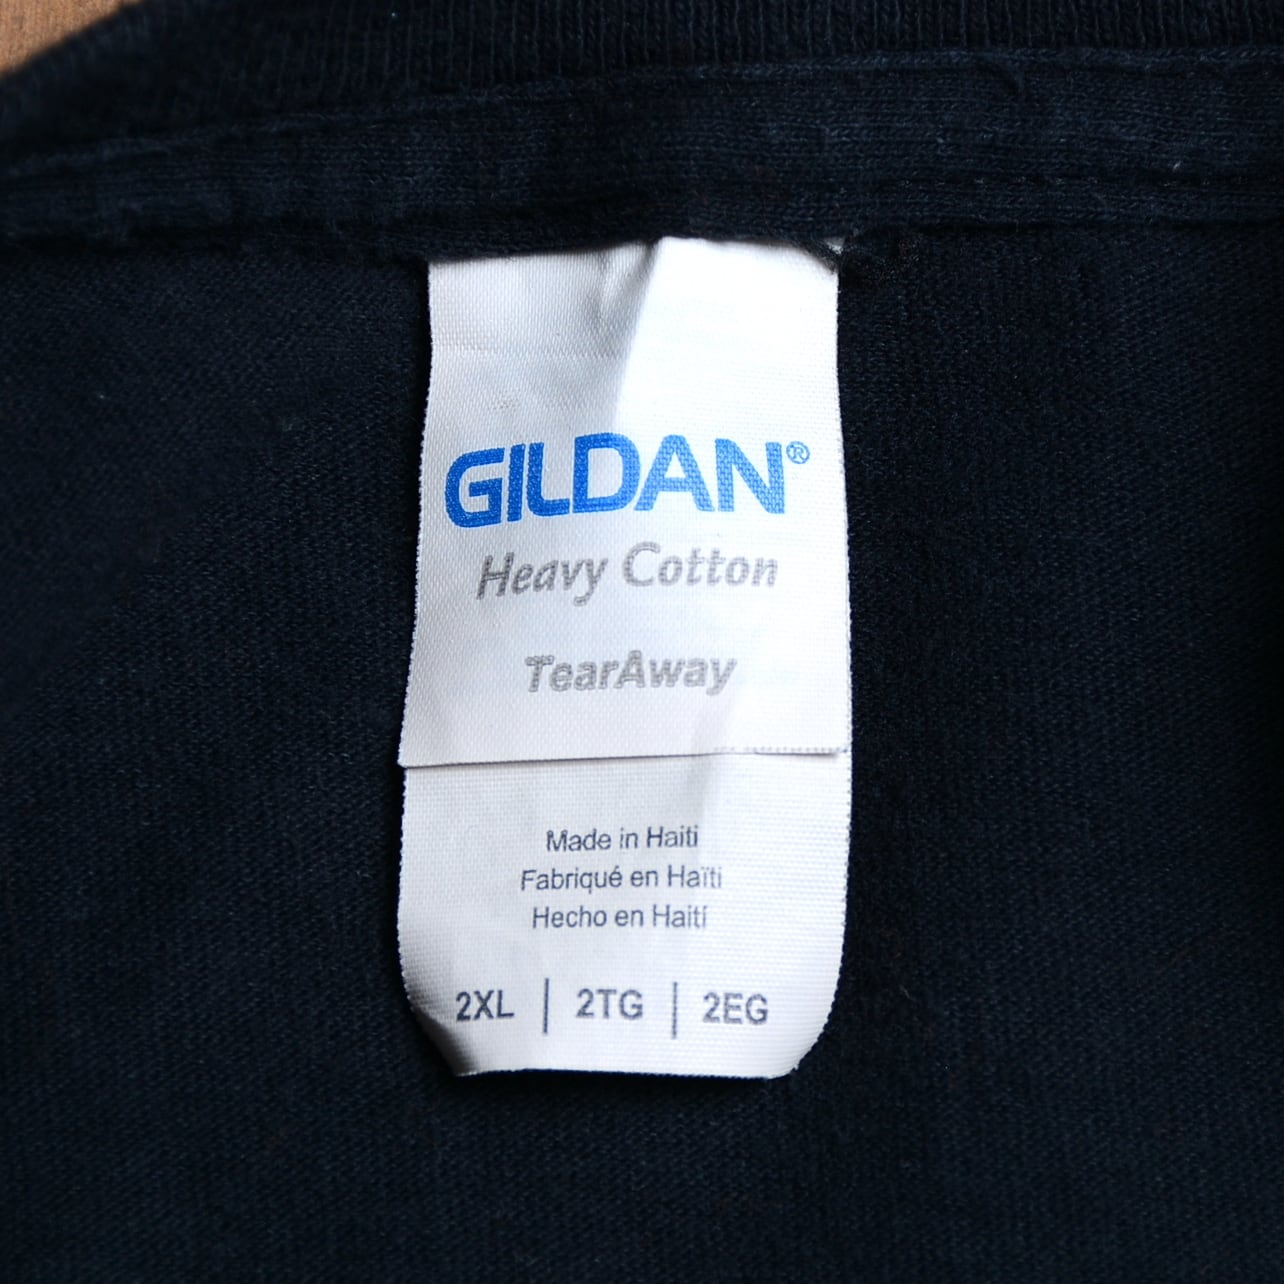 GILDAN®
Heavy Cotton
TearAway
Made in Haiti
Fabriqué en Haïti
Hecho en Haití
2XL | 2TG | 2EG